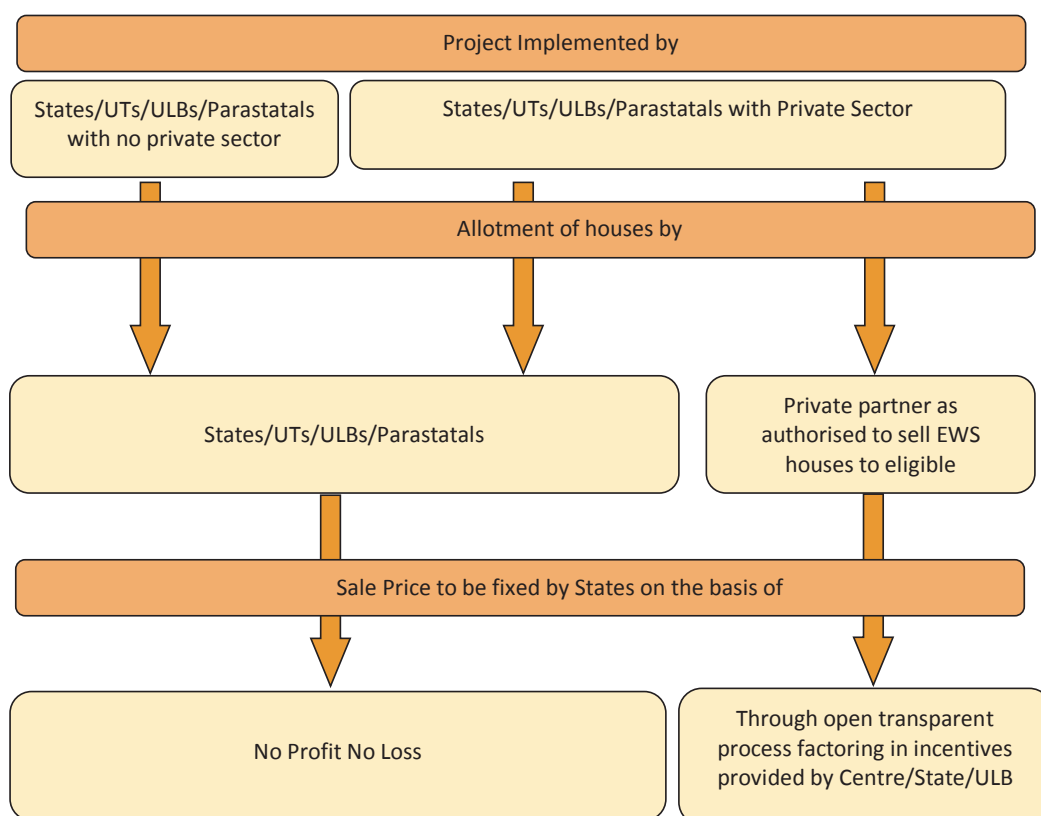 Project Implemented by
States/UTs/ULBs/Parastatals
with no private sector
States/UTs/ULBs/Parastatals with Private Sector
Allotment of houses by
States/UTs/ULBs/Parastatals
Private partner as
authorised to sell EWS
houses to eligible
Sale Price to be fixed by States on the basis of
No Profit No Loss
Through open transparent
process factoring in incentives
provided by Centre/State/ULB